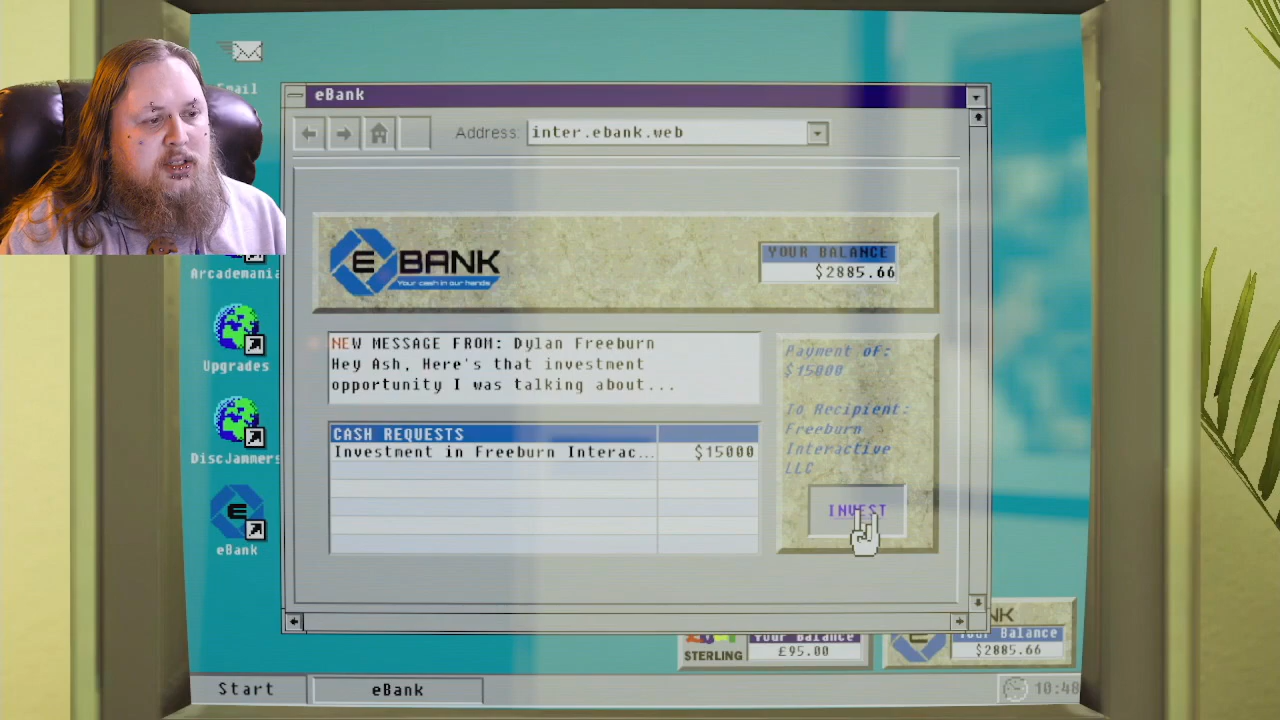 Email
eBank
Address: inter.ebank.web
E BANK
Your cash in our hands
YOUR BALANCE
$2885.66
Arcademania
NEW MESSAGE FROM: Dylan Freeburn
Hey Ash, Here's that investment
opportunity I was talking about...
Payment of:
$15000
To Recipient:
Freeburn
Interactive
LLC
INVEST
CASH REQUESTS
Investment in Freeburn Interac... $15000
Upgrades
DiscJammers
E
eBank
STERLING
Your Balance
£95.00
NK
Your Balance
$2885.66
Start
eBank
10:48